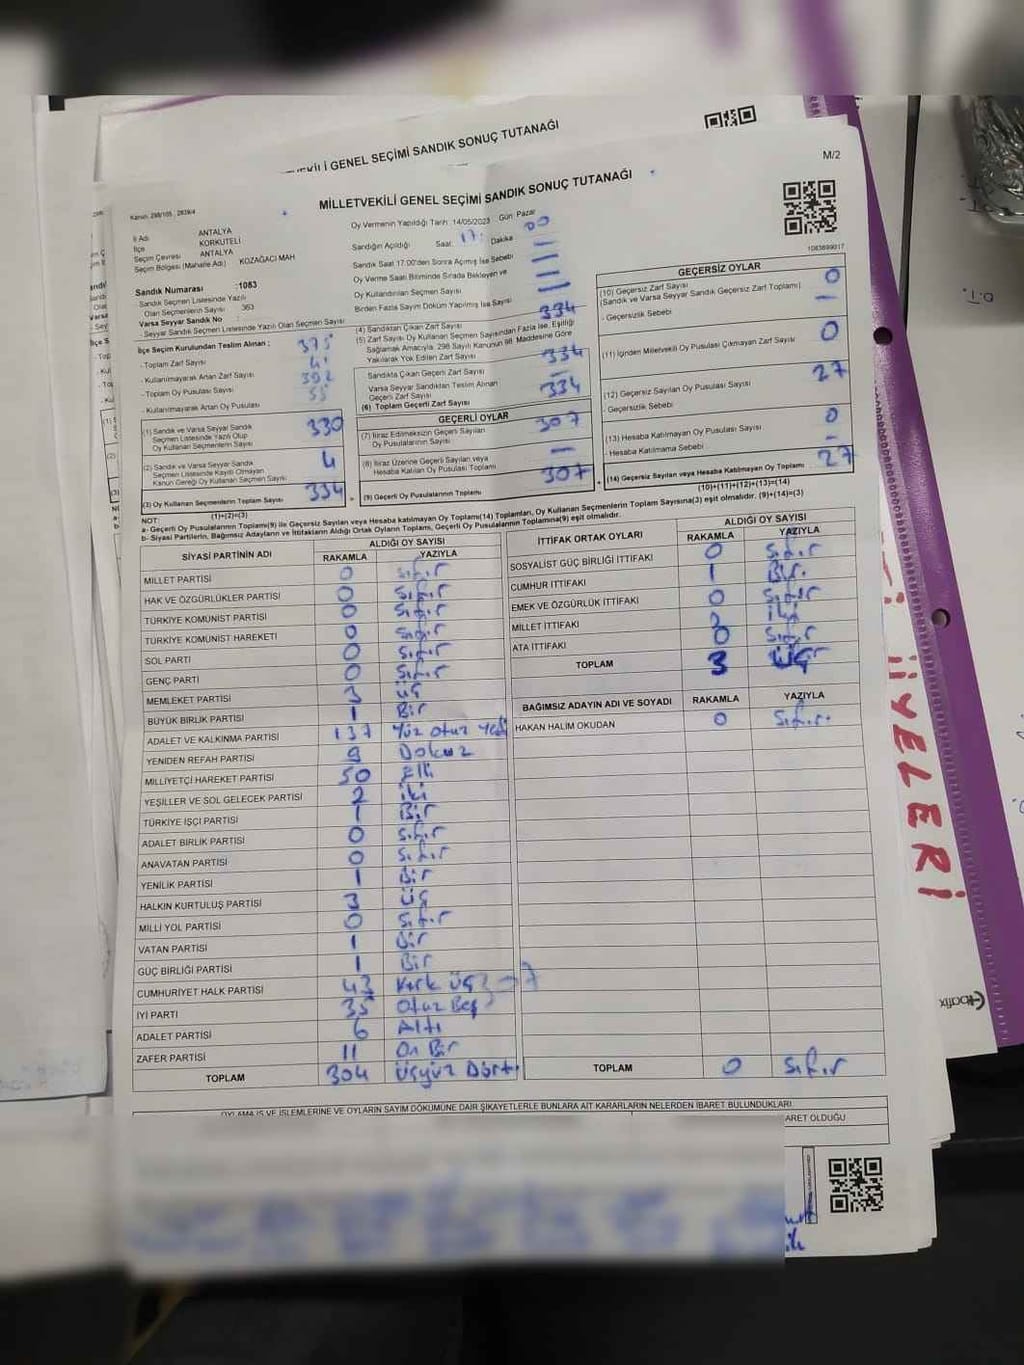 VEKİLİ GENEL SEÇİMİ SANDIK SONUÇ TUTANAĞI
M/2
MİLLETVEKİLİ GENEL SEÇİMİ SANDIK SONUÇ TUTANAĞI
Kanun: 298/105 , 2839/4
İl Adı ANTALYA
İlçe KORKUTELİ
Seçim Çevresi ANTALYA
Seçim Bölgesi (Mahalle Adı) KOZAĞACI MAH
Sandık Numarası :1083
Sandık Seçmen Listesinde Yazılı
Olan Seçmenlerin Sayısı 363
Varsa Seyyar Sandık No
- Seyyar Sandık Seçmen Listesinde Yazılı Olan Seçmen Sayısı
İlçe Seçim Kurulundan Teslim Alınan ;
- Toplam Zarf Sayısı 375
- Kullanılmayarak Artan Zarf Sayısı 41
- Toplam Oy Pusulası Sayısı
- Kullanılmayarak Artan Oy Pusulası
(1) Sandık ve Varsa Seyyar Sandık
Seçmen Listesinde Yazılı Olup
Oy Kullanan Seçmenlerin Sayısı 330
(2) Sandık ve Varsa Seyyar Sandık
Seçmen Listesinde Kayıtlı Olmayan
Kanun Gereği Oy Kullanan Seçmen Sayısı 4
(3) Oy Kullanan Seçmenlerin Toplam Sayısı 334
(1)+(2)=(3)
Oy Vermenin Yapıldığı Tarih :14/05/2023 Gün: Pazar
Sandığın Açıldığı Saat: 17: Dakika 00
Sandık Saat 17:00'den Sonra Açılmış İse Sebebi —
Oy Verme Saati Bitiminde Sırada Bekleyen ve
Oy Kullandırılan Seçmen Sayısı —
Birden Fazla Sayım Döküm Yapılmış İse Sayısı —
(4) Sandıktan Çıkan Zarf Sayısı 334
(5) Zarf Sayısı Oy Kullanan Seçmen Sayısından Fazla İse, Eşitliği
Sağlamak Amacıyla, 298 Sayılı Kanunun 98. Maddesine Göre
Yakılarak Yok Edilen Zarf Sayısı
Sandıkta Çıkan Geçerli Zarf Sayısı 334
Varsa Seyyar Sandıktan Teslim Alınan
Geçerli Zarf Sayısı —
(6) Toplam Geçerli Zarf Sayısı 334
GEÇERLİ OYLAR
(7) İtiraz Edilmeksizin Geçerli Sayılan
Oy Pusulalarının Sayısı 307
(8) İtiraz Üzerine Geçerli Sayılan veya
Hesaba Katılan Oy Pusulası Toplamı —
(9) Geçerli Oy Pusulalarının Toplamı 307
1083899017
GEÇERSİZ OYLAR
(10) Geçersiz Zarf Sayısı 0
(Sandık ve Varsa Seyyar Sandık Geçersiz Zarf Toplamı)
- Geçersizlik Sebebi —
(11) İçinden Milletvekili Oy Pusulası Çıkmayan Zarf Sayısı 0
(12) Geçersiz Sayılan Oy Pusulası Sayısı 27
- Geçersizlik Sebebi
(13) Hesaba Katılmayan Oy Pusulası Sayısı 0
- Hesaba Katılmama Sebebi —
(14) Geçersiz Sayılan veya Hesaba Katılmayan Oy Toplamı 27
(10)+(11)+(12)+(13)=(14)
NOT:
a- Geçerli Oy Pusulalarının Toplamı(9) ile Geçersiz Sayılan veya Hesaba katılmayan Oy Toplamı(14) Toplamları, Oy Kullanan Seçmenlerin Toplam Sayısına(3) eşit olmalıdır. (9)+(14)=(3)
b- Siyasi Partilerin, Bağımsız Adayların ve İttifakların Aldığı Ortak Oyların Toplamı, Geçerli Oy Pusulalarının Toplamına(9) eşit olmalıdır.
SİYASİ PARTİNİN ADI ALDIĞI OY SAYISI
RAKAMLA YAZIYLA
MİLLET PARTİSİ 0 Sıfır
HAK VE ÖZGÜRLÜKLER PARTİSİ 0 Sıfır
TÜRKİYE KOMÜNİST PARTİSİ 0 Sıfır
TÜRKİYE KOMÜNİST HAREKETİ 0 Sıfır
SOL PARTİ 0 Sıfır
GENÇ PARTİ 0 Sıfır
MEMLEKET PARTİSİ 3 Üç
BÜYÜK BİRLİK PARTİSİ 1 Bir
ADALET VE KALKINMA PARTİSİ 137 Yüz otuz Yedi
YENİDEN REFAH PARTİSİ 9 Dokuz
MİLLİYETÇİ HAREKET PARTİSİ 50 Elli
YEŞİLLER VE SOL GELECEK PARTİSİ 2 iki
TÜRKİYE İŞÇİ PARTİSİ 1 Bir
ADALET BİRLİK PARTİSİ 0 Sıfır
ANAVATAN PARTİSİ 0 Sıfır
YENİLİK PARTİSİ 1 Bir
HALKIN KURTULUŞ PARTİSİ 3 Üç
MİLLİ YOL PARTİSİ 0 Sıfır
VATAN PARTİSİ 1 Bir
GÜÇ BİRLİĞİ PARTİSİ 1 Bir
CUMHURİYET HALK PARTİSİ 43 Kırk Üç
İYİ PARTİ 35 Otuz Beş
ADALET PARTİSİ 6 Altı
ZAFER PARTİSİ 11 On Bir
TOPLAM 304 Üçyüz Dört
İTTİFAK ORTAK OYLARI ALDIĞI OY SAYISI
RAKAMLA YAZIYLA
SOSYALİST GÜÇ BİRLİĞİ İTTİFAKI 0 Sıfır
CUMHUR İTTİFAKI 1 Bir
EMEK VE ÖZGÜRLÜK İTTİFAKI 0 Sıfır
MİLLET İTTİFAKI 2 iki
ATA İTTİFAKI 0 Sıfır
TOPLAM 3 Üç
BAĞIMSIZ ADAYIN ADI VE SOYADI RAKAMLA YAZIYLA
HAKAN HALİM OKUDAN 0 Sıfır
TOPLAM 0 Sıfır
OYLAMA İŞ VE İŞLEMLERİNE VE OYLARIN SAYIM DÖKÜMÜNE DAİR ŞİKAYETLERLE BUNLARA AİT KARARLARIN NELERDEN İBARET BULUNDUKLARI
ARET OLDUĞU
ÜYELERİ
bafix